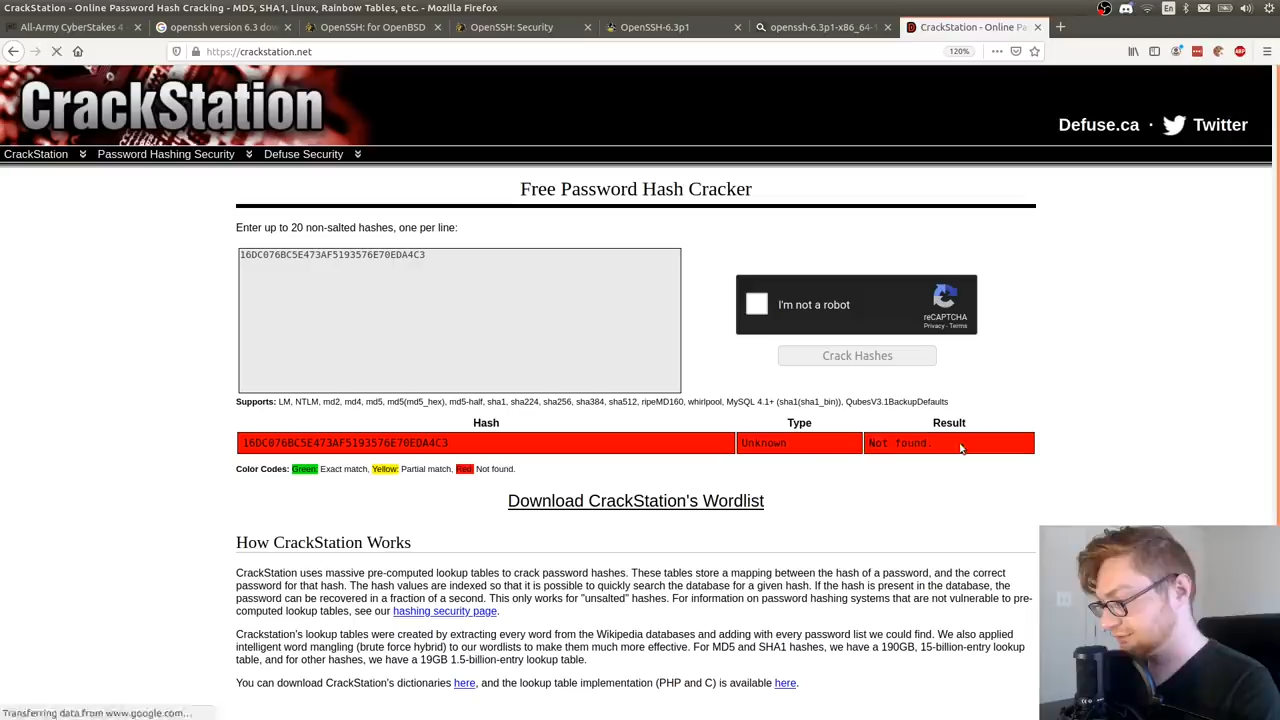 CrackStation - Online Password Hash Cracking - MD5, SHA1, Linux, Rainbow Tables, etc. - Mozilla Firefox
En
All-Army CyberStakes 4
openssh version 6.3 dow
OpenSSH: for OpenBSD
OpenSSH: Security
OpenSSH-6.3p1
openssh-6.3p1-x86_64-1
CrackStation - Online Pa
https://crackstation.net
120%
CrackStation
Defuse.ca · Twitter
CrackStation Password Hashing Security Defuse Security
Free Password Hash Cracker
Enter up to 20 non-salted hashes, one per line:
16DC076BC5E473AF5193576E70EDA4C3
I'm not a robot
reCAPTCHA
Privacy - Terms
Crack Hashes
Supports: LM, NTLM, md2, md4, md5, md5(md5_hex), md5-half, sha1, sha224, sha256, sha384, sha512, ripeMD160, whirlpool, MySQL 4.1+ (sha1(sha1_bin)), QubesV3.1BackupDefaults
Hash Type Result
16DC076BC5E473AF5193576E70EDA4C3 Unknown Not found.
Color Codes: Green: Exact match, Yellow: Partial match, Red: Not found.
Download CrackStation's Wordlist
How CrackStation Works
CrackStation uses massive pre-computed lookup tables to crack password hashes. These tables store a mapping between the hash of a password, and the correct
password for that hash. The hash values are indexed so that it is possible to quickly search the database for a given hash. If the hash is present in the database, the
password can be recovered in a fraction of a second. This only works for "unsalted" hashes. For information on password hashing systems that are not vulnerable to pre-
computed lookup tables, see our hashing security page.
Crackstation's lookup tables were created by extracting every word from the Wikipedia databases and adding with every password list we could find. We also applied
intelligent word mangling (brute force hybrid) to our wordlists to make them much more effective. For MD5 and SHA1 hashes, we have a 190GB, 15-billion-entry lookup
table, and for other hashes, we have a 19GB 1.5-billion-entry lookup table.
You can download CrackStation's dictionaries here, and the lookup table implementation (PHP and C) is available here.
Transferring data from www.google.com...